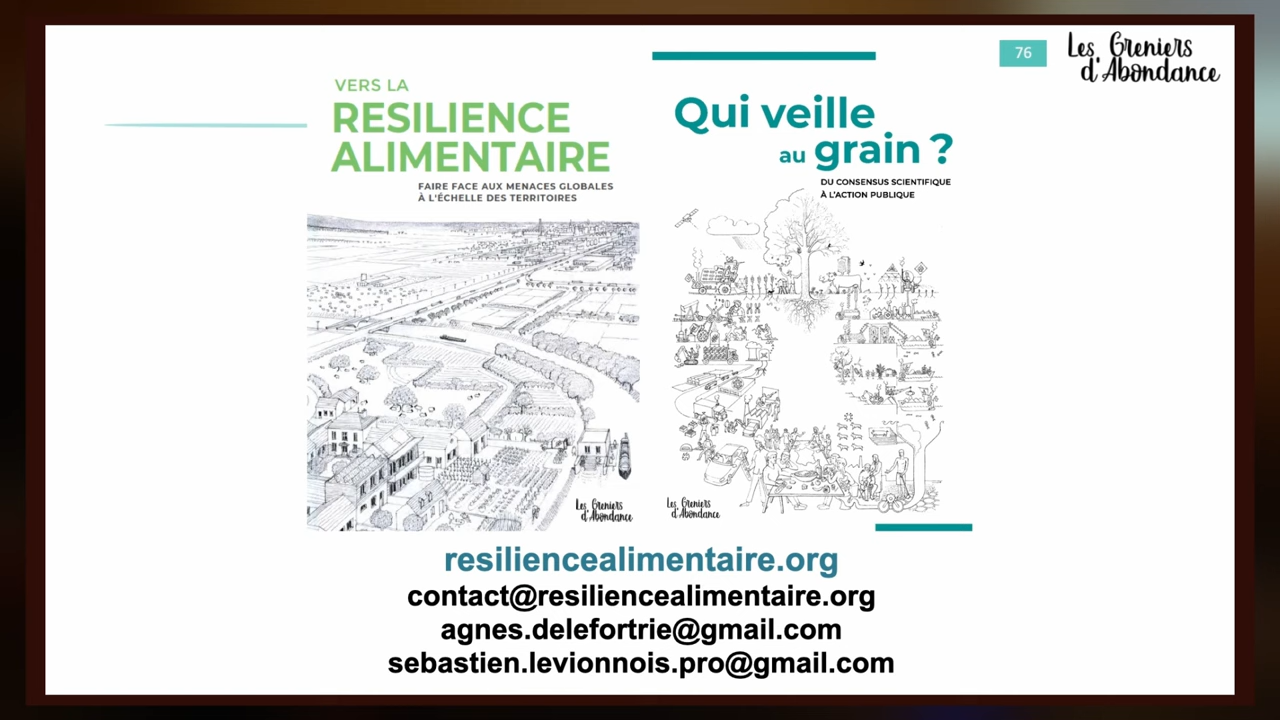 76
Les Greniers
d'Abondance
VERS LA
RESILIENCE
ALIMENTAIRE
FAIRE FACE AUX MENACES GLOBALES
À L'ÉCHELLE DES TERRITOIRES
Les Greniers
d'Abondance
Qui veille
au grain ?
DU CONSENSUS SCIENTIFIQUE
À L'ACTION PUBLIQUE
Les Greniers
d'Abondance
resiliencealimentaire.org
contact@resiliencealimentaire.org
agnes.delefortrie@gmail.com
sebastien.levionnois.pro@gmail.com